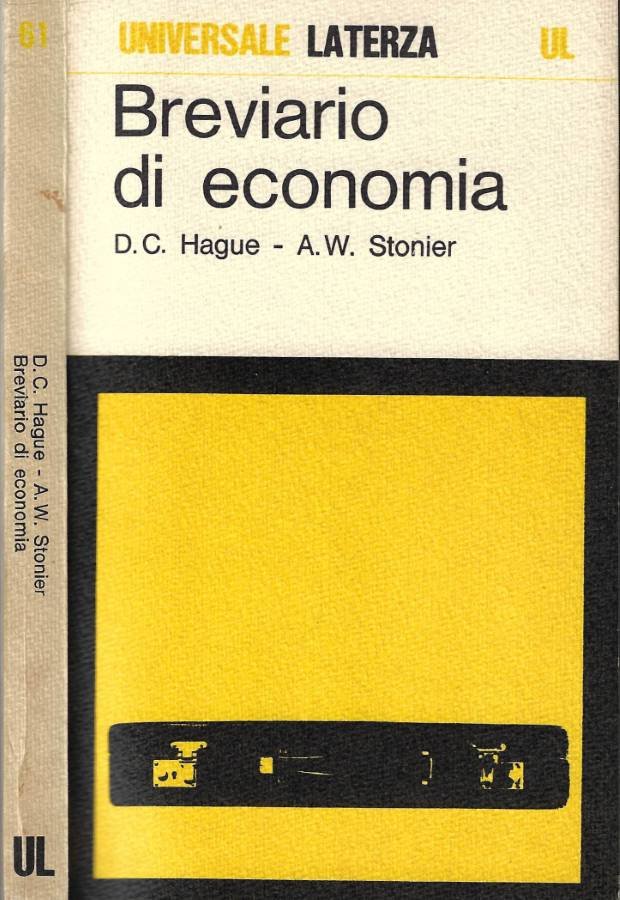 61
UNIVERSALE LATERZA UL
Breviario
di economia
D.C. Hague - A.W. Stonier
D.C. Hague - A.W. Stonier
Breviario di economia
UL